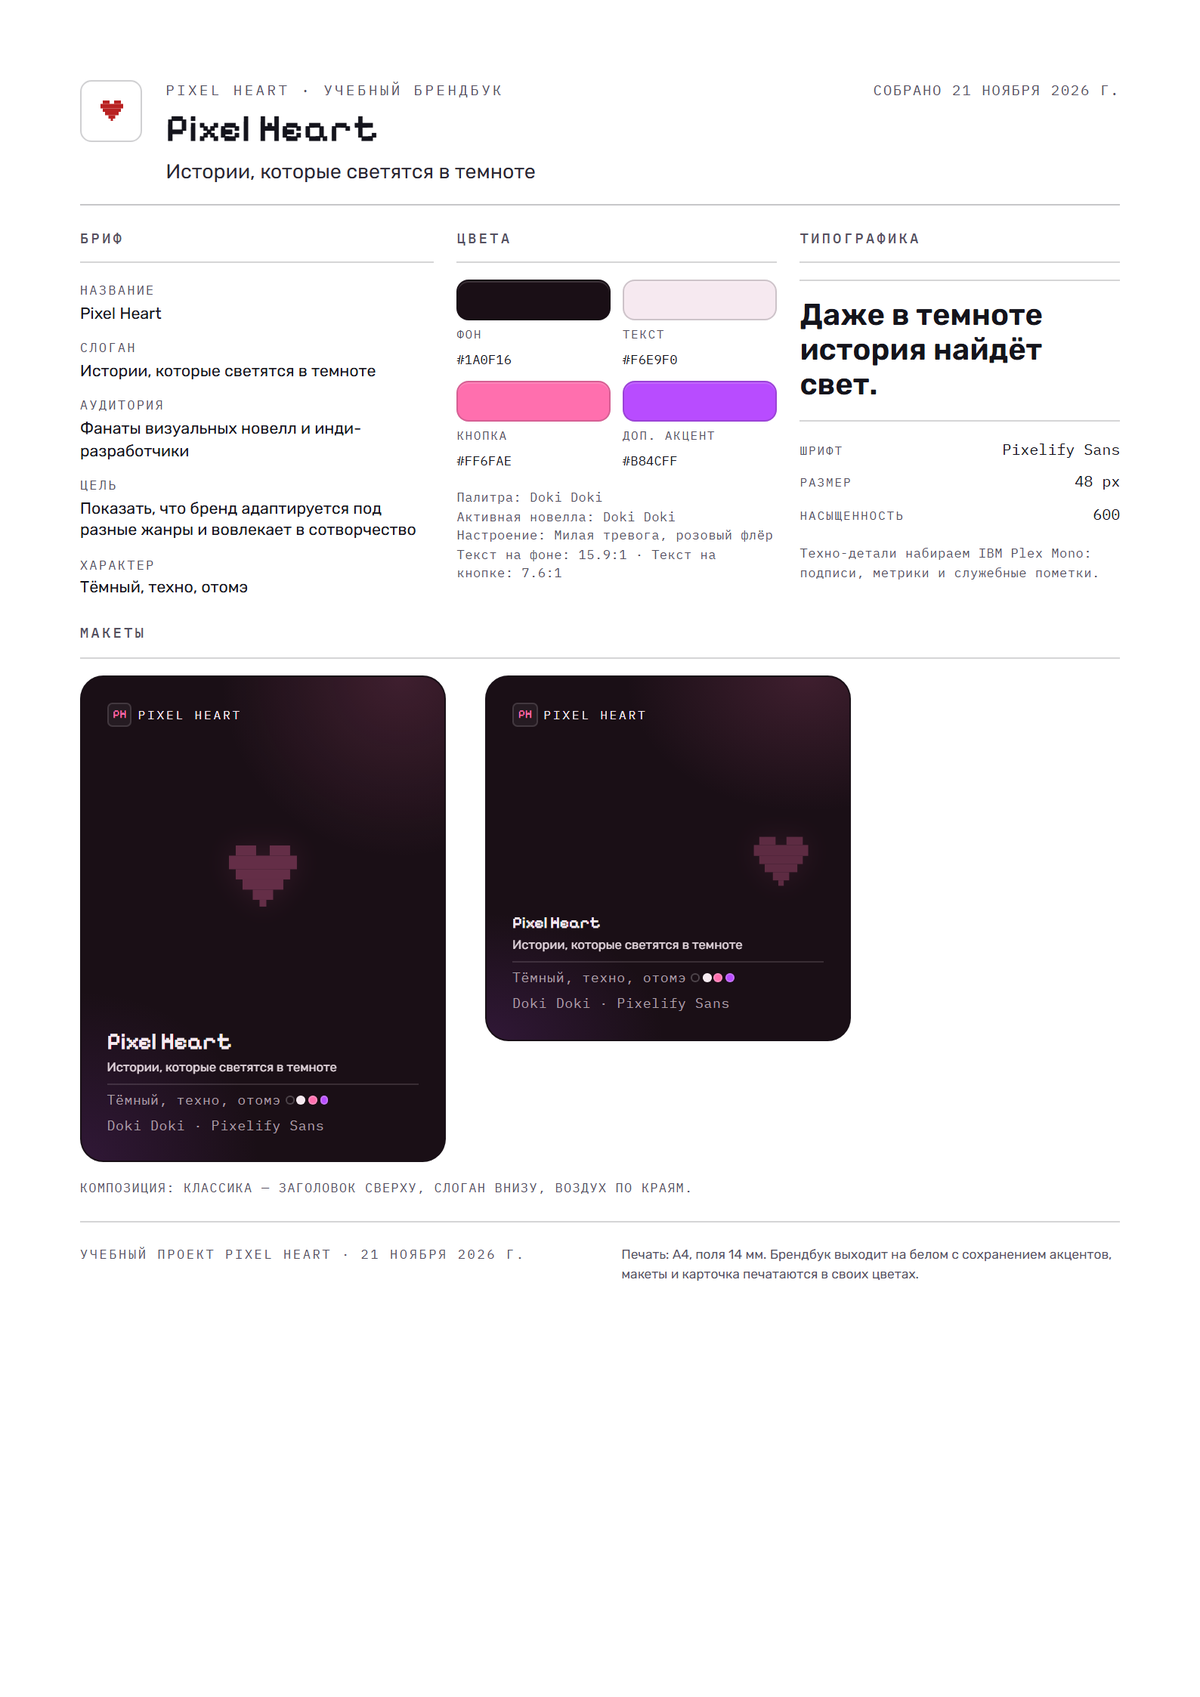 PIXEL HEART · УЧЕБНЫЙ БРЕНДБУК
СОБРАНО 21 НОЯБРЯ 2026 Г.
Pixel Heart
Истории, которые светятся в темноте
БРИФ
НАЗВАНИЕ
Pixel Heart
СЛОГАН
Истории, которые светятся в темноте
АУДИТОРИЯ
Фанаты визуальных новелл и инди-
разработчики
ЦЕЛЬ
Показать, что бренд адаптируется под
разные жанры и вовлекает в сотворчество
ХАРАКТЕР
Тёмный, техно, отомэ
ЦВЕТА
ФОН
#1A0F16
ТЕКСТ
#F6E9F0
КНОПКА
#FF6FAE
ДОП. АКЦЕНТ
#B84CFF
Палитра: Doki Doki
Активная новелла: Doki Doki
Настроение: Милая тревога, розовый флёр
Текст на фоне: 15.9:1 · Текст на
кнопке: 7.6:1
ТИПОГРАФИКА
Даже в темноте
история найдёт
свет.
ШРИФТ Pixelify Sans
РАЗМЕР 48 px
НАСЫЩЕННОСТЬ 600
Техно-детали набираем IBM Plex Mono:
подписи, метрики и служебные пометки.
МАКЕТЫ
PH PIXEL HEART
Pixel Heart
Истории, которые светятся в темноте
Тёмный, техно, отомэ
Doki Doki · Pixelify Sans
PH PIXEL HEART
Pixel Heart
Истории, которые светятся в темноте
Тёмный, техно, отомэ
Doki Doki · Pixelify Sans
КОМПОЗИЦИЯ: КЛАССИКА — ЗАГОЛОВОК СВЕРХУ, СЛОГАН ВНИЗУ, ВОЗДУХ ПО КРАЯМ.
УЧЕБНЫЙ ПРОЕКТ PIXEL HEART · 21 НОЯБРЯ 2026 Г.
Печать: A4, поля 14 мм. Брендбук выходит на белом с сохранением акцентов,
макеты и карточка печатаются в своих цветах.